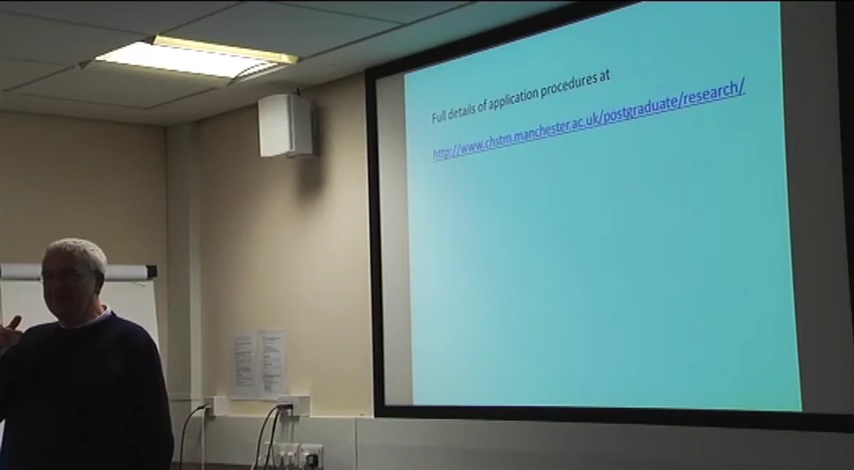 Full details of application procedures at
http://www.chstm.manchester.ac.uk/postgraduate/research/